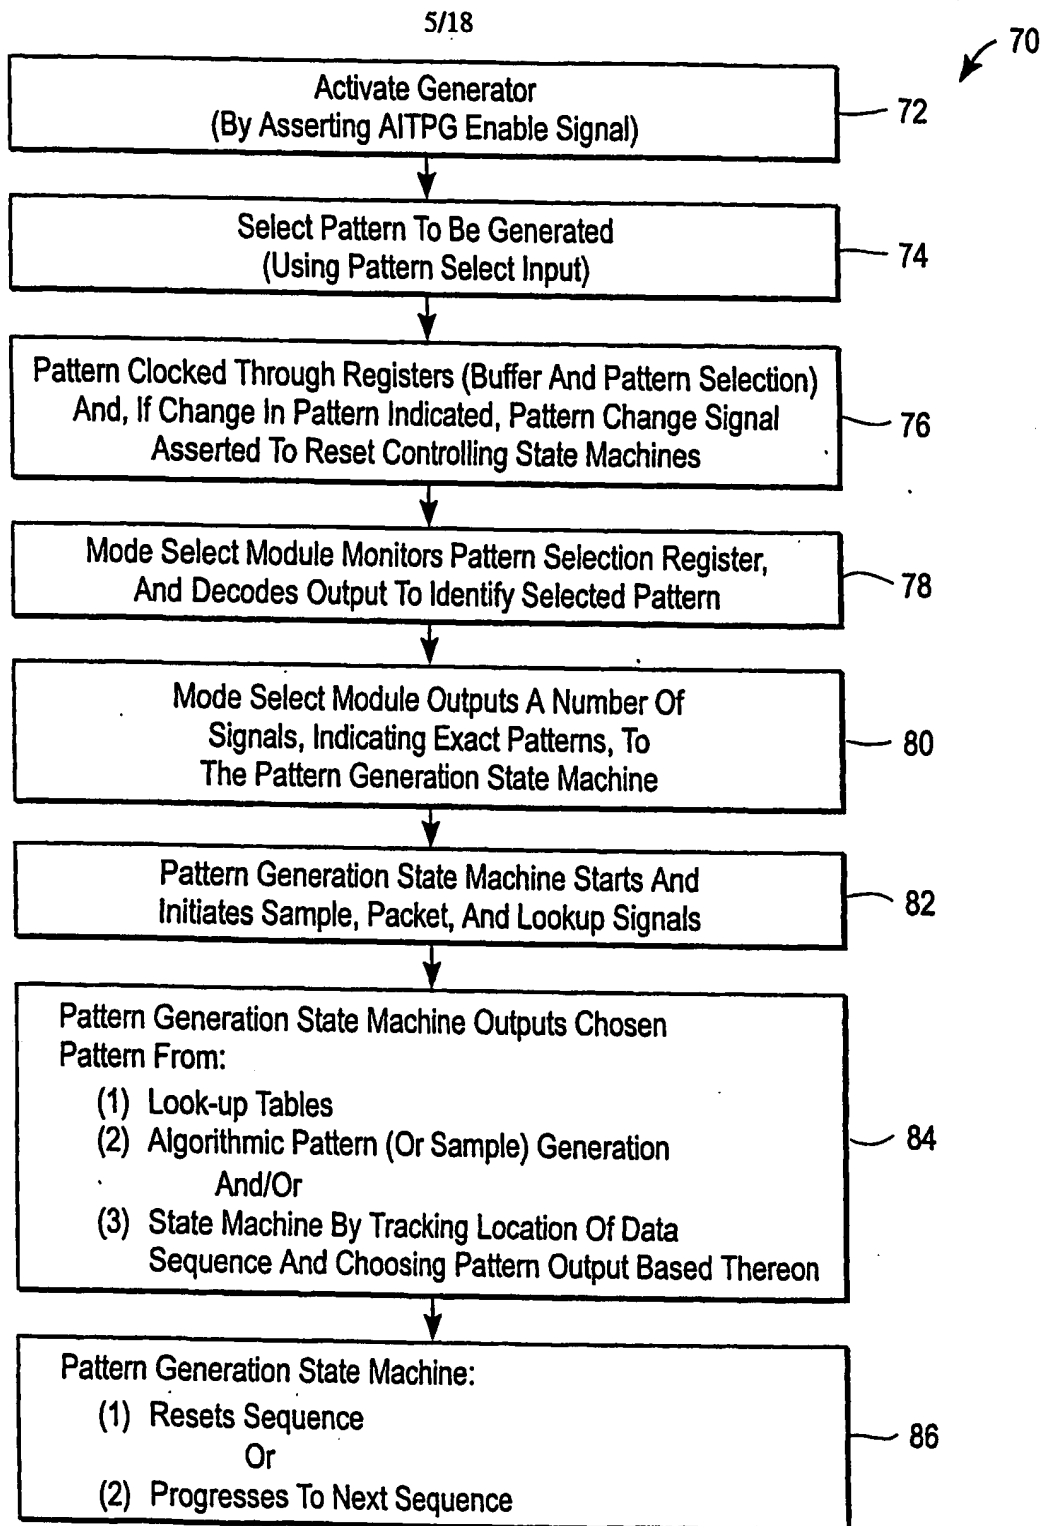 5/18
70
Activate Generator
(By Asserting AITPG Enable Signal)
72
Select Pattern To Be Generated
(Using Pattern Select Input)
74
Pattern Clocked Through Registers (Buffer And Pattern Selection)
And, If Change In Pattern Indicated, Pattern Change Signal
Asserted To Reset Controlling State Machines
76
Mode Select Module Monitors Pattern Selection Register,
And Decodes Output To Identify Selected Pattern
78
Mode Select Module Outputs A Number Of
Signals, Indicating Exact Patterns, To
The Pattern Generation State Machine
80
Pattern Generation State Machine Starts And
Initiates Sample, Packet, And Lookup Signals
82
Pattern Generation State Machine Outputs Chosen
Pattern From:
(1) Look-up Tables
(2) Algorithmic Pattern (Or Sample) Generation
And/Or
(3) State Machine By Tracking Location Of Data
Sequence And Choosing Pattern Output Based Thereon
84
Pattern Generation State Machine:
(1) Resets Sequence
Or
(2) Progresses To Next Sequence
86